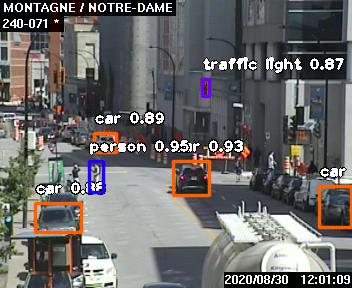 MONTAGNE / NOTRE-DAME
240-071 *
traffic light 0.87
car 0.89
person 0.95
0.93
car
car
2020/08/30 12:01:09